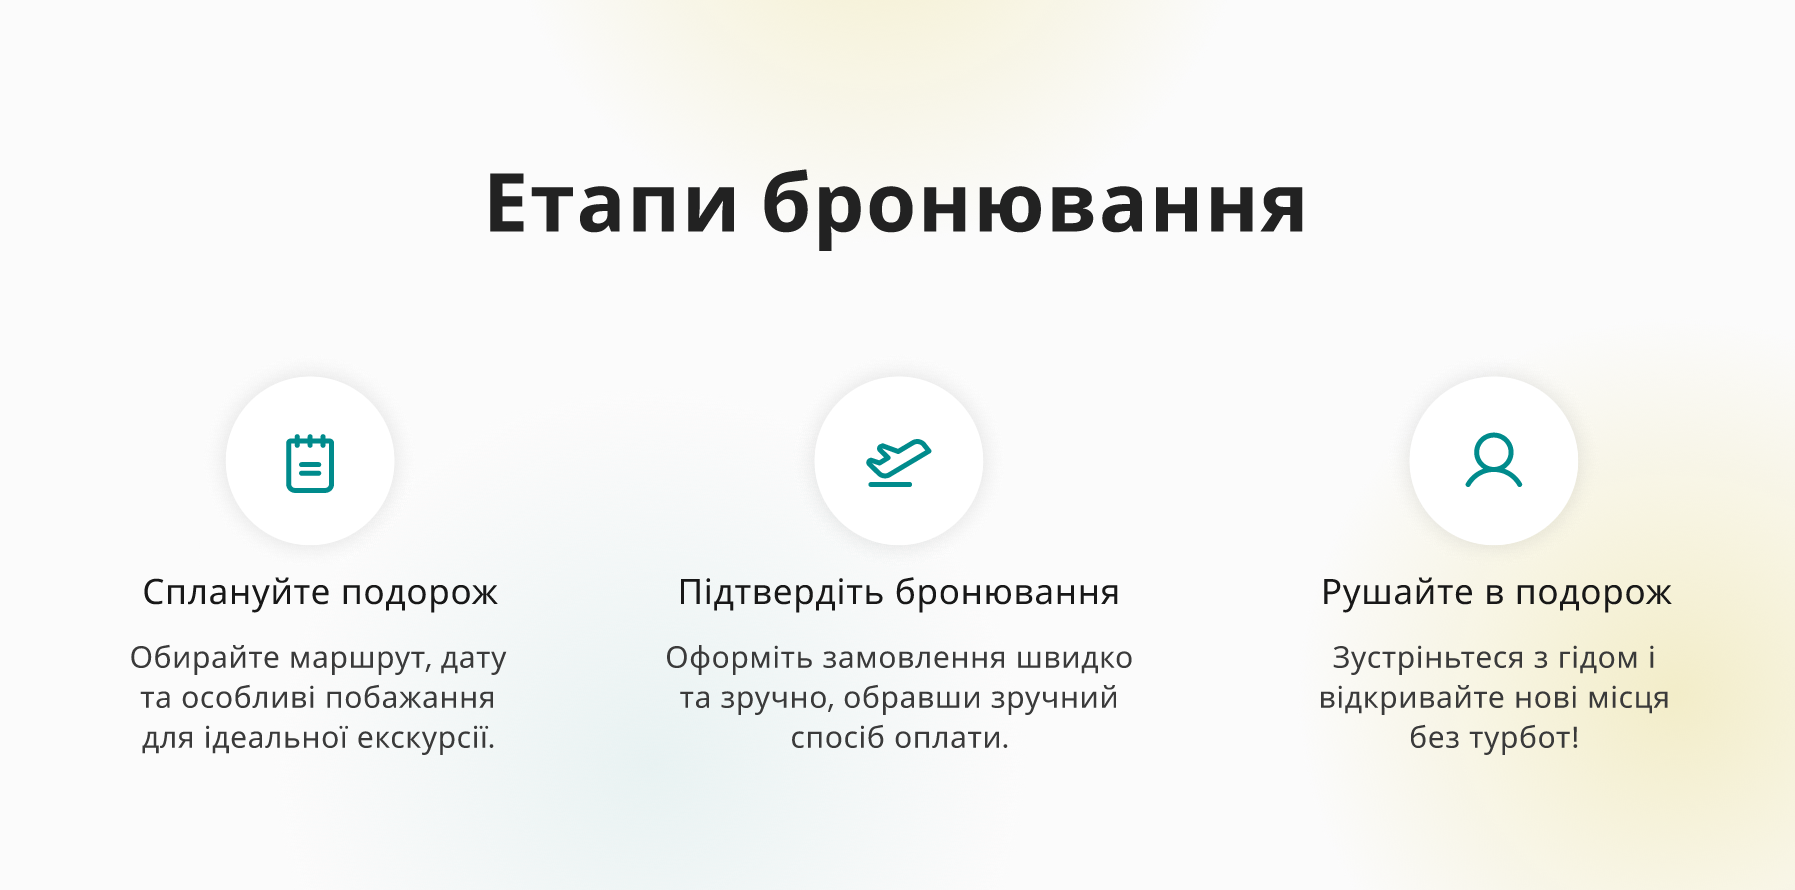 Етапи бронювання
Сплануйте подорож
Обирайте маршрут, дату
та особливі побажання
для ідеальної екскурсії.
Підтвердіть бронювання
Оформіть замовлення швидко
та зручно, обравши зручний
спосіб оплати.
Рушайте в подорож
Зустріньтеся з гідом і
відкривайте нові місця
без турбот!